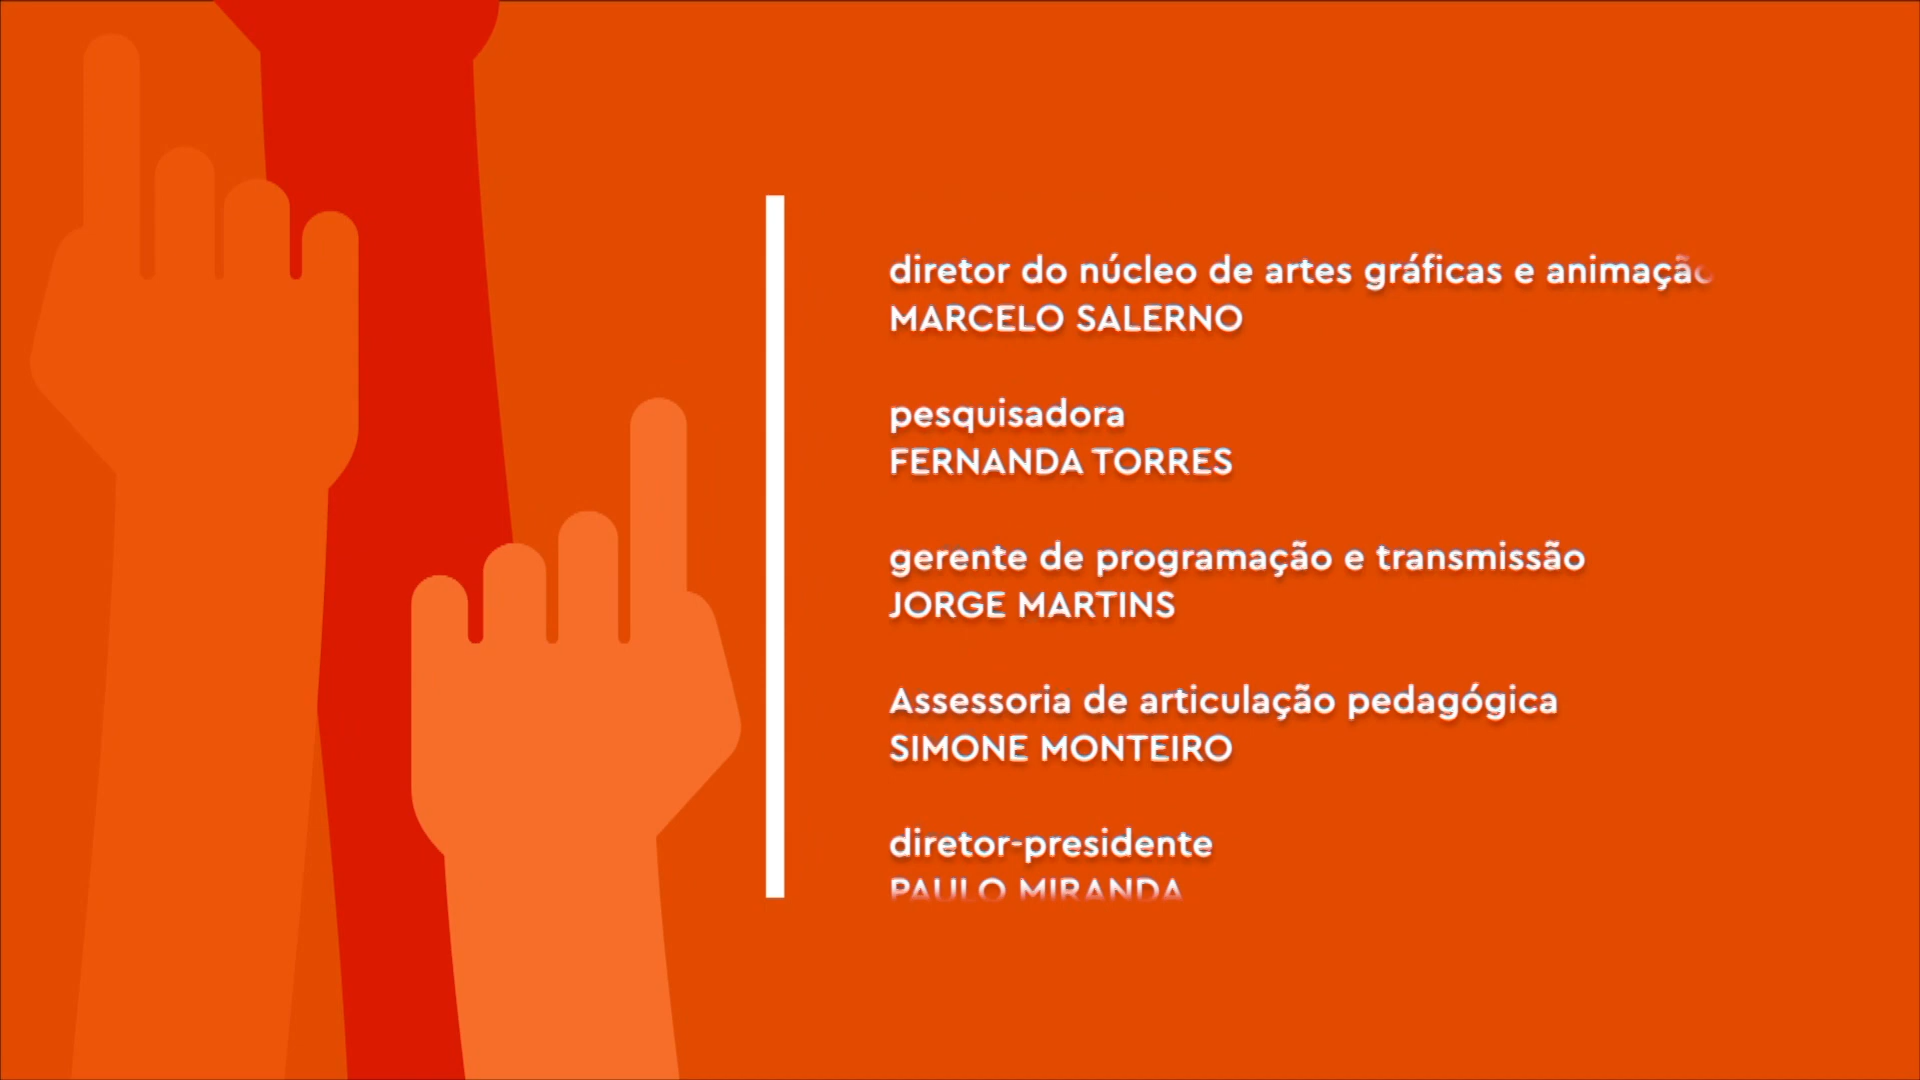 diretor do núcleo de artes gráficas e animação
MARCELO SALERNO
pesquisadora
FERNANDA TORRES
gerente de programação e transmissão
JORGE MARTINS
Assessoria de articulação pedagógica
SIMONE MONTEIRO
diretor-presidente
PAULO MIRANDA